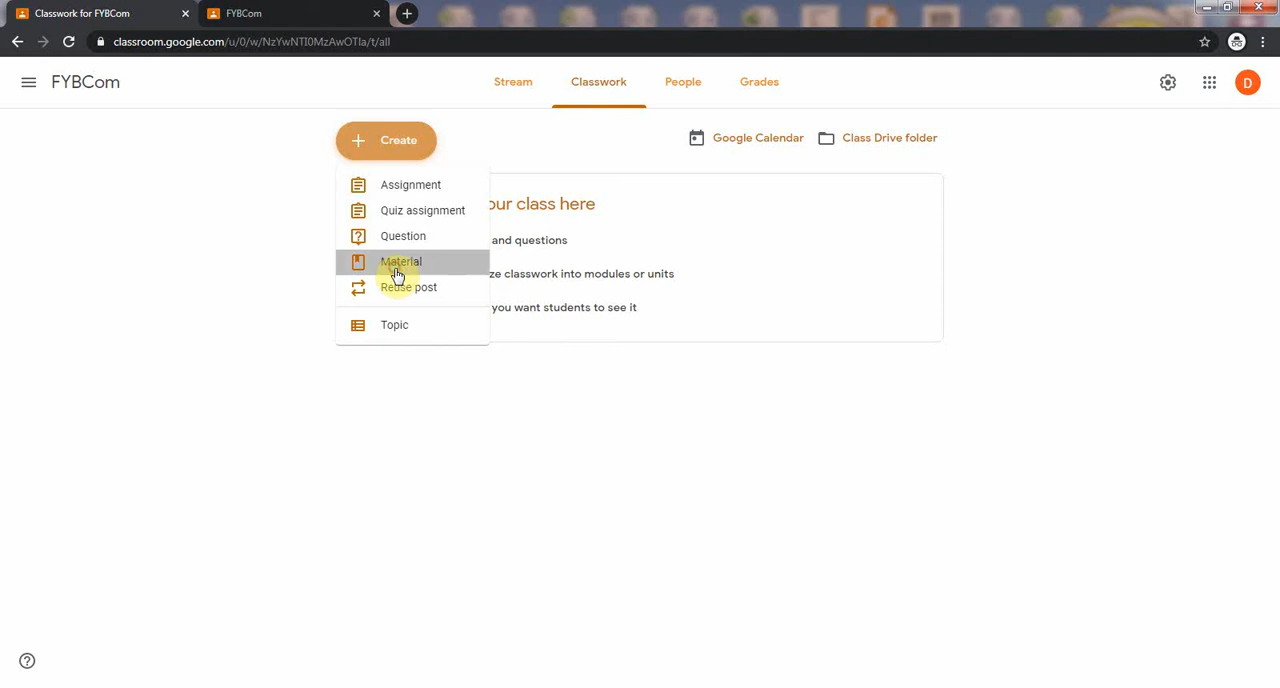 Classwork for FYBCom
FYBCom
classroom.google.com/u/0/w/NzYwNTI0MzAwOTIa/t/all
FYBCom
Stream
Classwork
People
Grades
D
Create
Google Calendar
Class Drive folder
Assignment
Quiz assignment
Question
Material
Reuse post
Topic
our class here
and questions
ze classwork into modules or units
you want students to see it